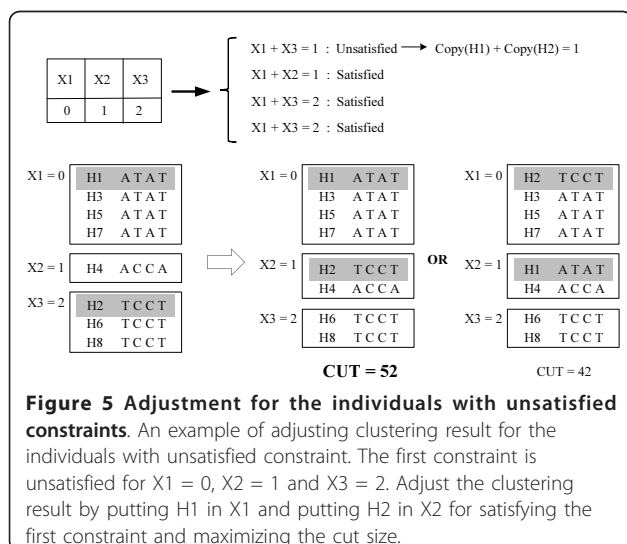 X1 + X3 = 1 : Unsatisfied → Copy(H1) + Copy(H2) = 1
X1 + X2 = 1 : Satisfied
X1 + X3 = 2 : Satisfied
X1 + X3 = 2 : Satisfied
X1 X2 X3
0 1 2
X1 = 0
H1 A T A T
H3 A T A T
H5 A T A T
H7 A T A T
X2 = 1
H4 A C C A
X3 = 2
H2 T C C T
H6 T C C T
H8 T C C T
X1 = 0
H1 A T A T
H3 A T A T
H5 A T A T
H7 A T A T
X2 = 1
H2 T C C T
H4 A C C A
X3 = 2
H6 T C C T
H8 T C C T
CUT = 52
OR
X1 = 0
H2 T C C T
H3 A T A T
H5 A T A T
H7 A T A T
X2 = 1
H1 A T A T
H4 A C C A
X3 = 2
H6 T C C T
H8 T C C T
CUT = 42
Figure 5 Adjustment for the individuals with unsatisfied
constraints. An example of adjusting clustering result for the
individuals with unsatisfied constraint. The first constraint is
unsatisfied for X1 = 0, X2 = 1 and X3 = 2. Adjust the clustering
result by putting H1 in X1 and putting H2 in X2 for satisfying the
first constraint and maximizing the cut size.